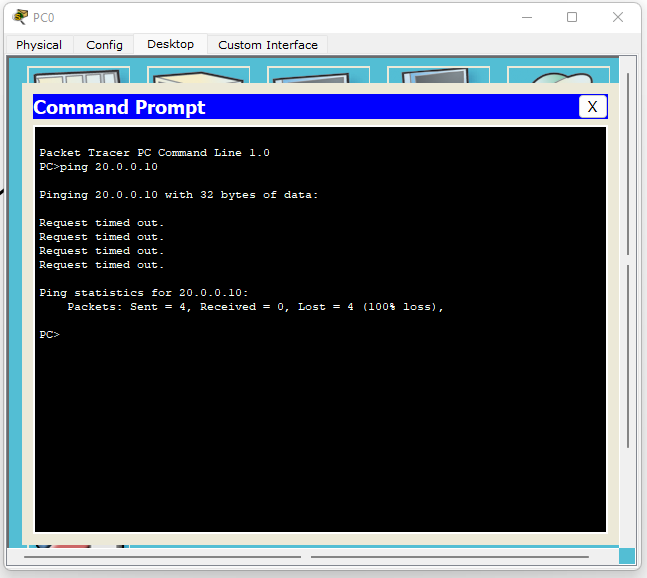 PC0
Physical Config Desktop Custom Interface
Command Prompt X
Packet Tracer PC Command Line 1.0
PC>ping 20.0.0.10
Pinging 20.0.0.10 with 32 bytes of data:
Request timed out.
Request timed out.
Request timed out.
Request timed out.
Ping statistics for 20.0.0.10:
Packets: Sent = 4, Received = 0, Lost = 4 (100% loss),
PC>